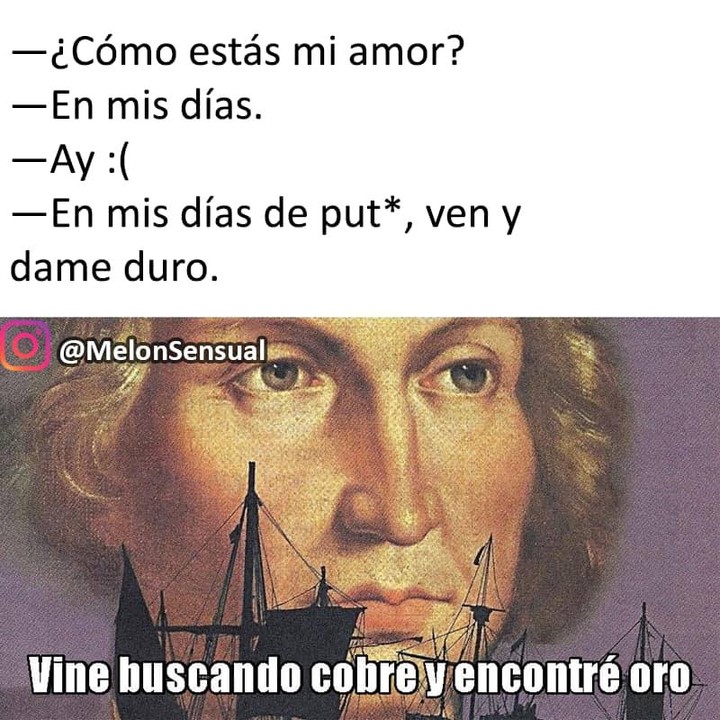 —¿Cómo estás mi amor?
—En mis días.
—Ay :(
—En mis días de put*, ven y
dame duro.
@MelonSensual
Vine buscando cobre y encontré oro